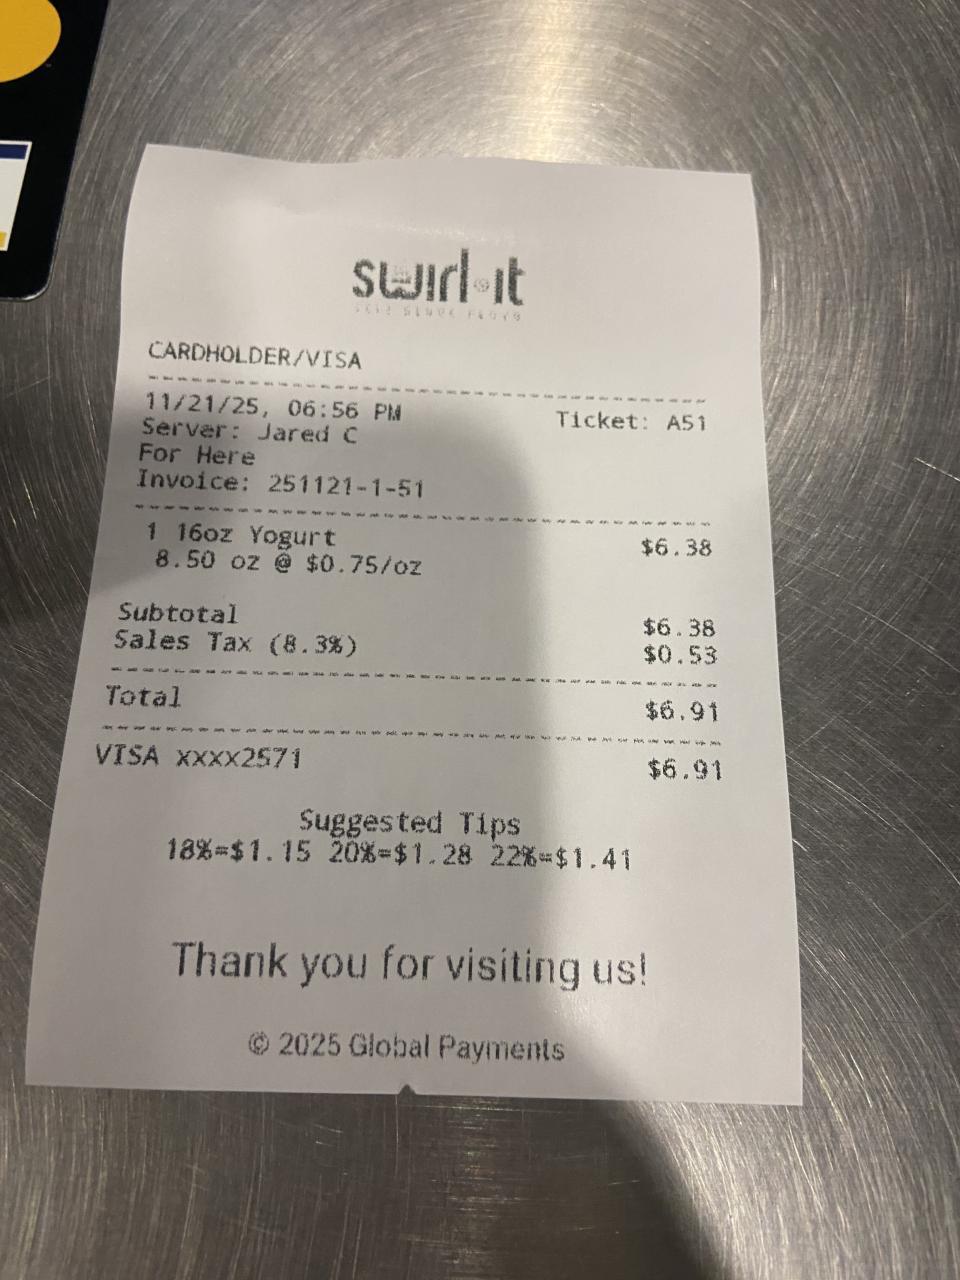 swirl it
SELF SERVE FROYO
CARDHOLDER/VISA
11/21/25, 06:56 PM Ticket: A51
Server: Jared C
For Here
Invoice: 251121-1-51
1 16oz Yogurt $6.38
8.50 oz @ $0.75/oz
Subtotal $6.38
Sales Tax (8.3%) $0.53
Total $6.91
VISA xxxx2571 $6.91
Suggested Tips
18%=$1.15 20%=$1.28 22%=$1.41
Thank you for visiting us!
© 2025 Global Payments